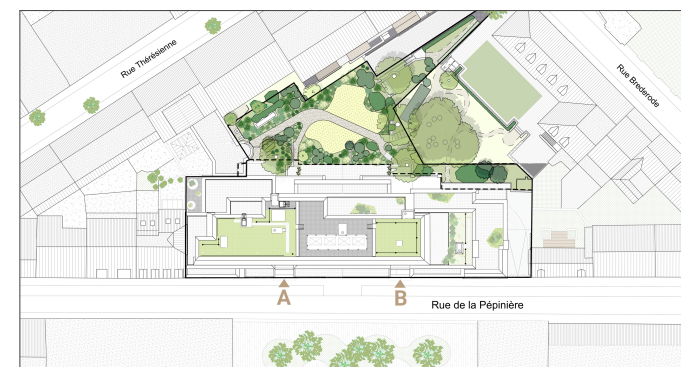 Rue Thérésienne
Rue Brederode
A
B
Rue de la Pépinière